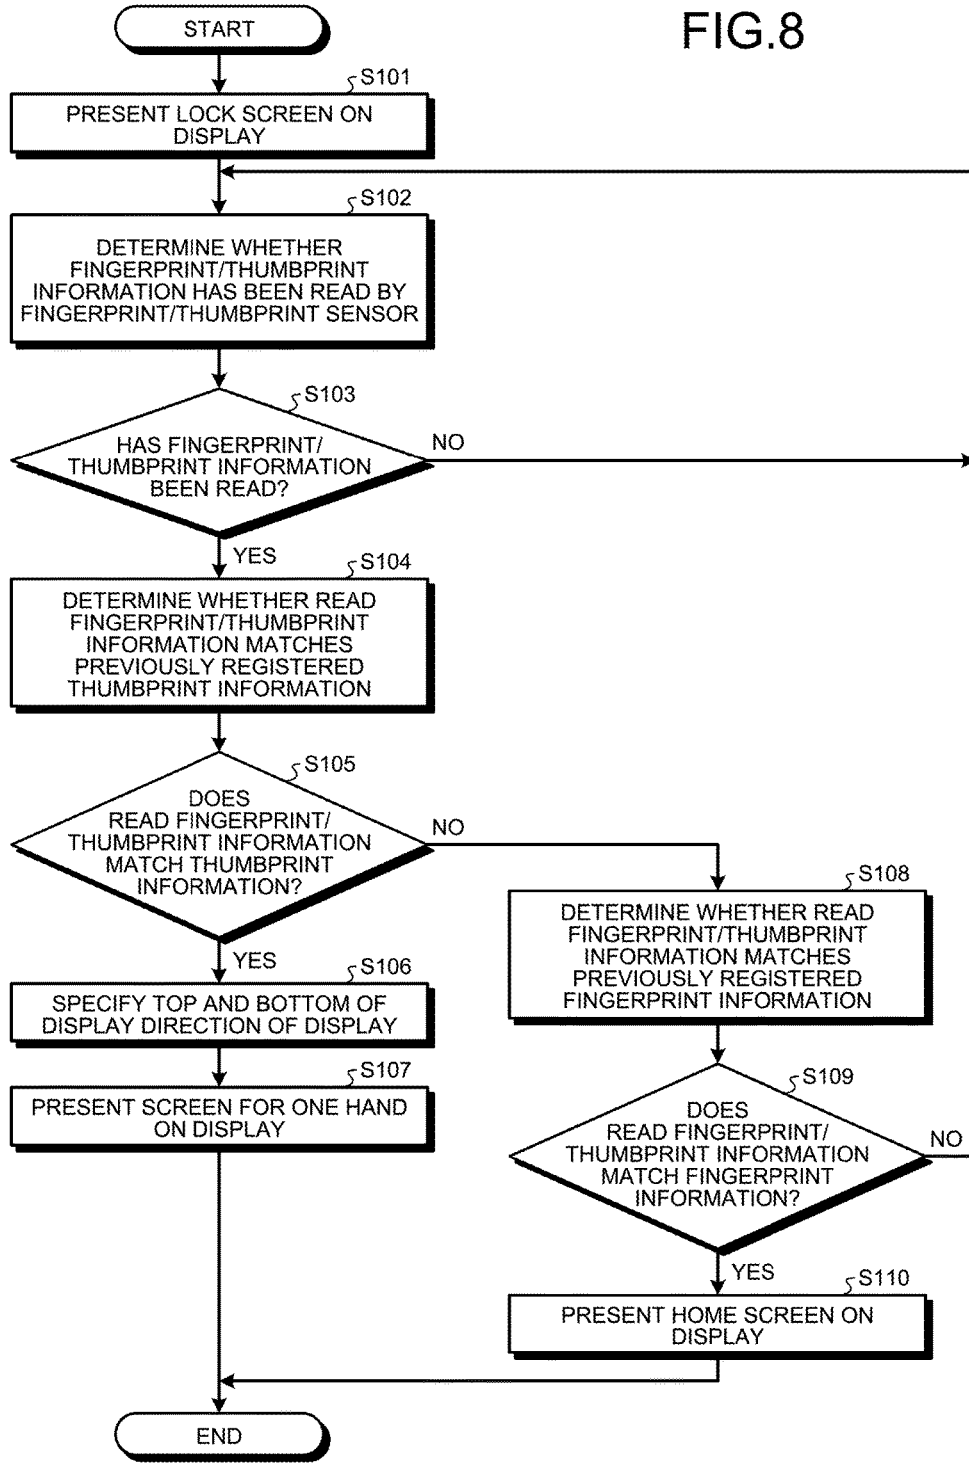 FIG.8
START
S101
PRESENT LOCK SCREEN ON
DISPLAY
S102
DETERMINE WHETHER
FINGERPRINT/THUMBPRINT
INFORMATION HAS BEEN READ BY
FINGERPRINT/THUMBPRINT SENSOR
S103
HAS FINGERPRINT/
THUMBPRINT INFORMATION
BEEN READ?
NO
YES
S104
DETERMINE WHETHER READ
FINGERPRINT/THUMBPRINT
INFORMATION MATCHES
PREVIOUSLY REGISTERED
THUMBPRINT INFORMATION
S105
DOES
READ FINGERPRINT/
THUMBPRINT INFORMATION
MATCH THUMBPRINT
INFORMATION?
NO
YES
S106
SPECIFY TOP AND BOTTOM OF
DISPLAY DIRECTION OF DISPLAY
S107
PRESENT SCREEN FOR ONE HAND
ON DISPLAY
S108
DETERMINE WHETHER READ
FINGERPRINT/THUMBPRINT
INFORMATION MATCHES
PREVIOUSLY REGISTERED
FINGERPRINT INFORMATION
S109
DOES
READ FINGERPRINT/
THUMBPRINT INFORMATION
MATCH FINGERPRINT
INFORMATION?
NO
YES
S110
PRESENT HOME SCREEN ON
DISPLAY
END